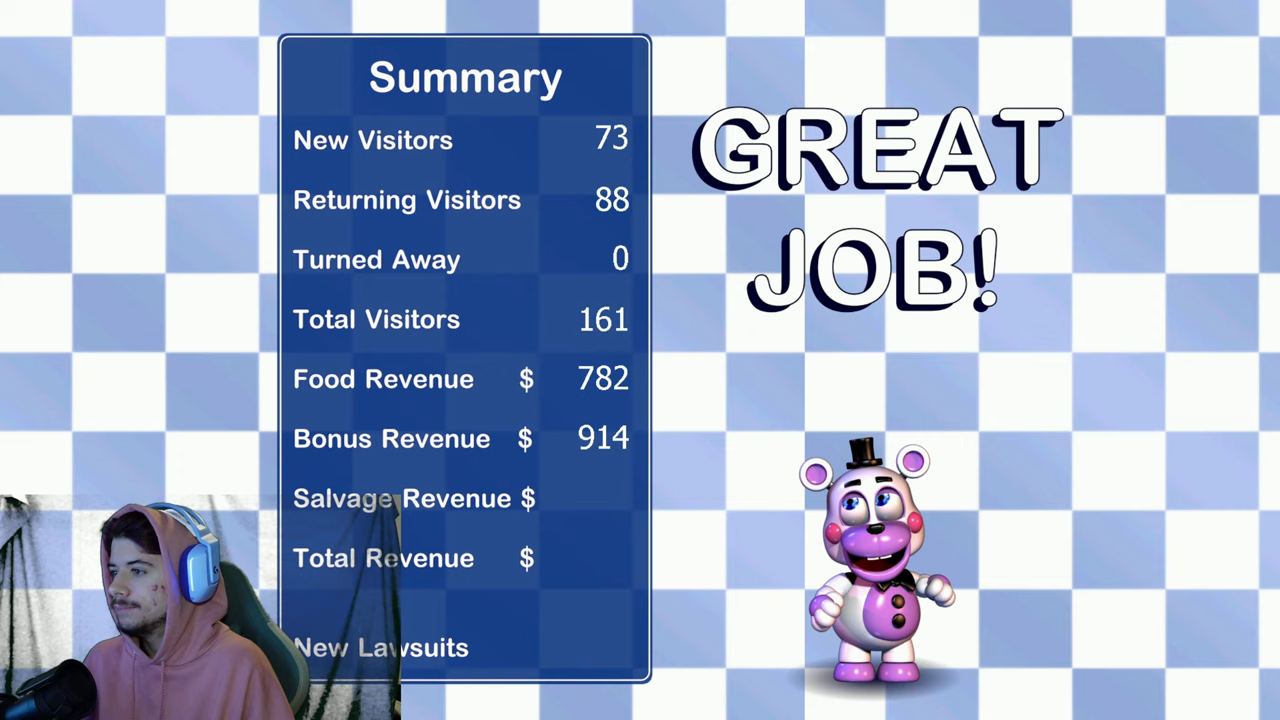 Summary
New Visitors 73
Returning Visitors 88
Turned Away 0
Total Visitors 161
Food Revenue $ 782
Bonus Revenue $ 914
Salvage Revenue $
Total Revenue $
New Lawsuits
GREAT
JOB!